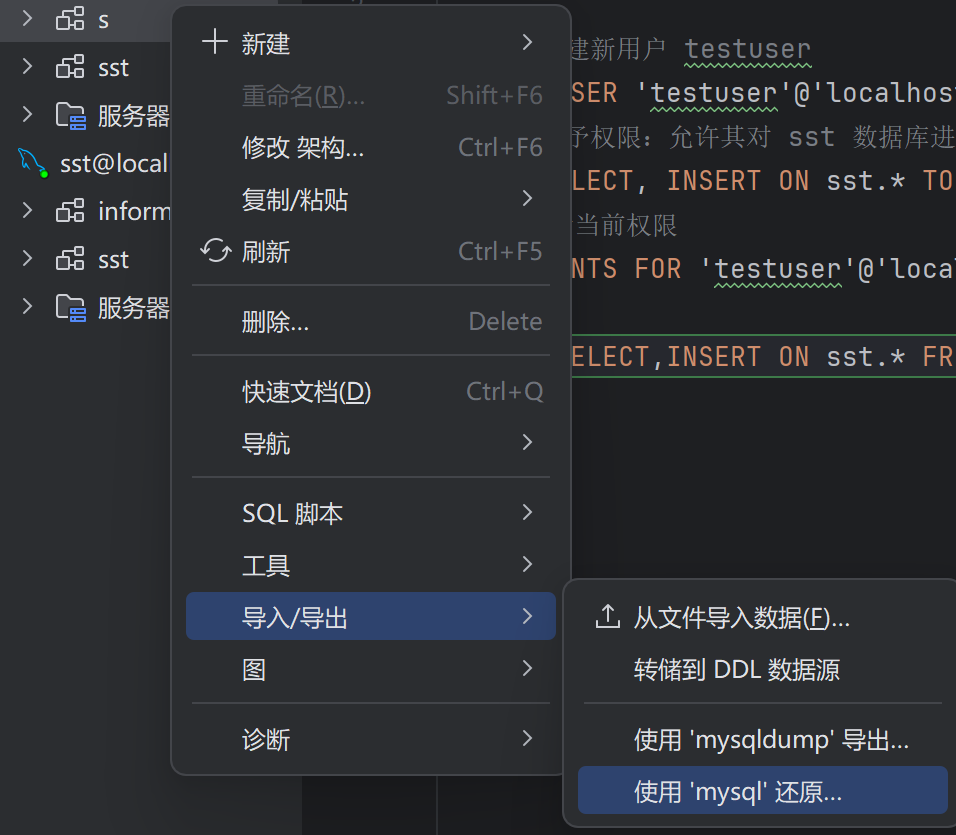 s
sst
服务器
sst@local
inform
sst
服务器
新建
重命名(R)... Shift+F6
修改 架构... Ctrl+F6
复制/粘贴
刷新 Ctrl+F5
删除... Delete
快速文档(D) Ctrl+Q
导航
SQL 脚本
工具
导入/导出
图
诊断
从文件导入数据(F)...
转储到 DDL 数据源
使用 'mysqldump' 导出...
使用 'mysql' 还原...
建新用户 testuser
SER 'testuser'@'localhos
予权限：允许其对 sst 数据库进
LECT, INSERT ON sst.* TO
当前权限
NTS FOR 'testuser'@'loca
ELECT,INSERT ON sst.* FR